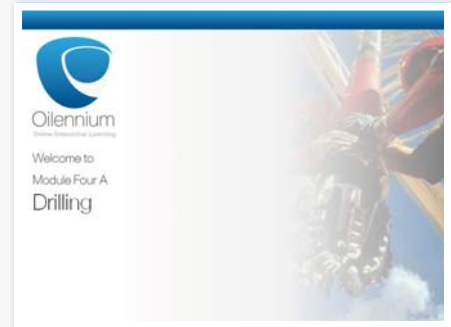 Oilennium
Online Interactive Learning
Welcome to
Module Four A
Drilling